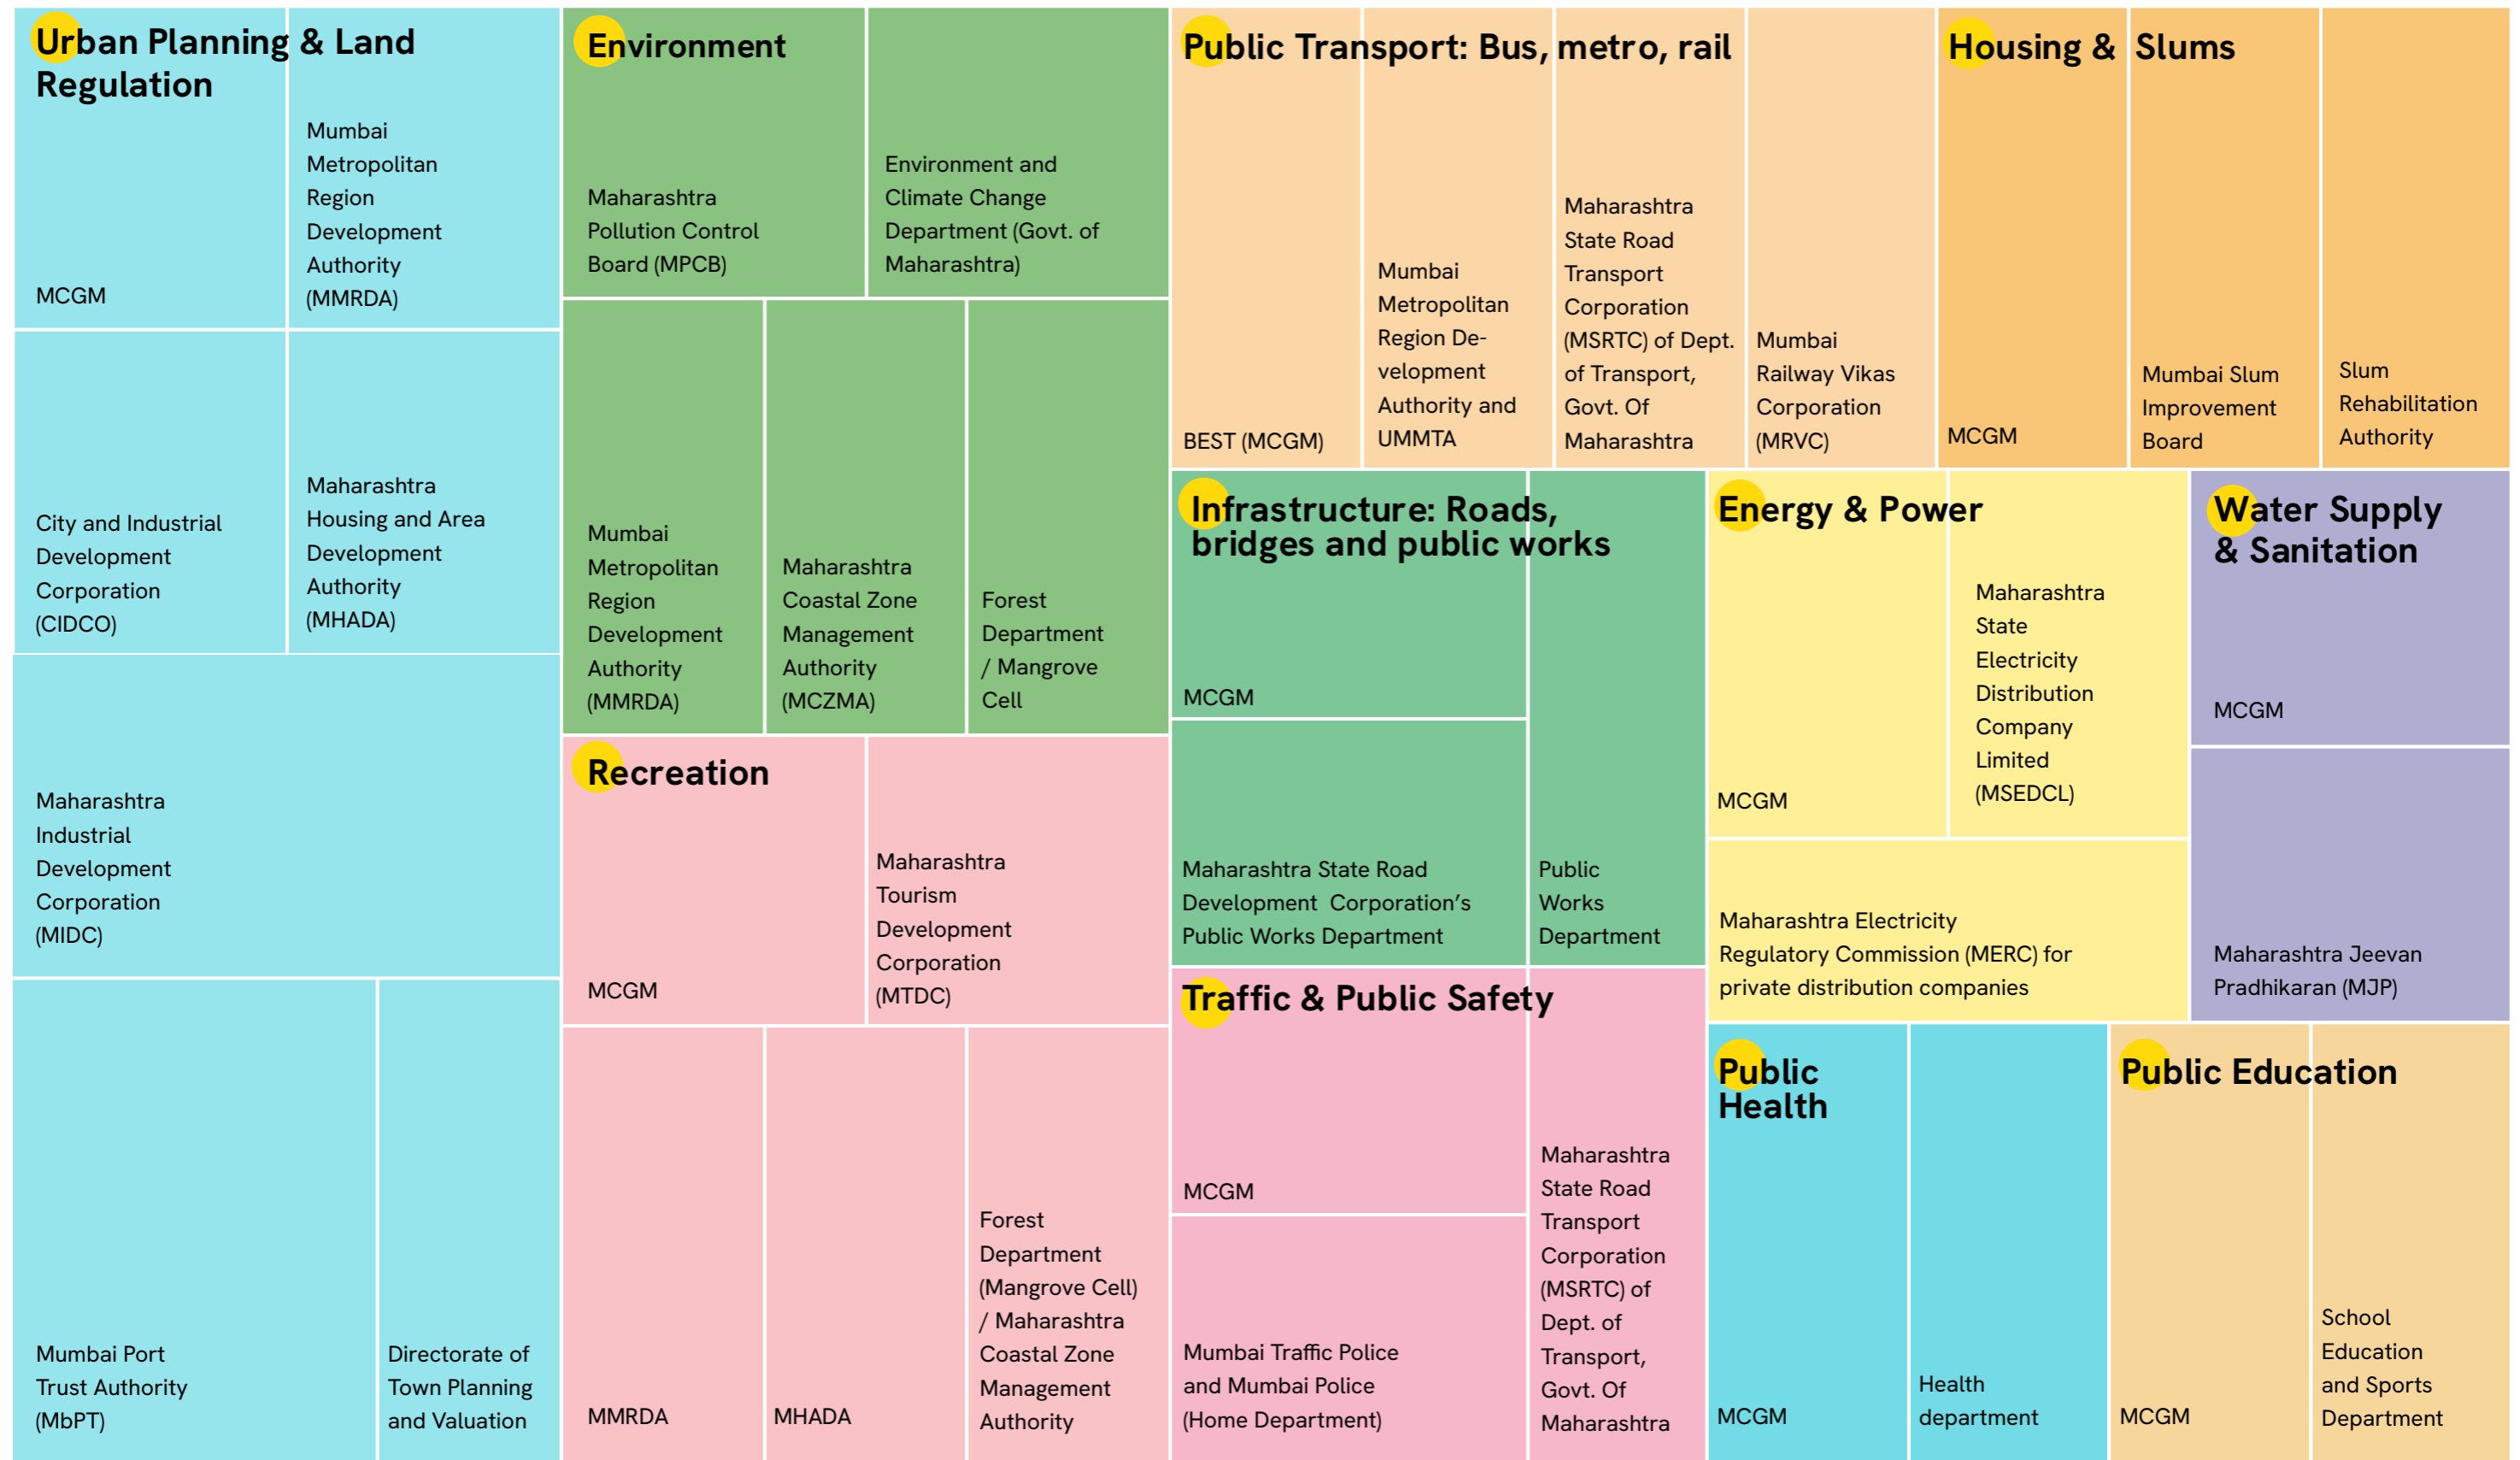 Urban Planning & Land
Regulation
MCGM
Mumbai
Metropolitan
Region
Development
Authority
(MMRDA)
City and Industrial
Development
Corporation
(CIDCO)
Maharashtra
Housing and Area
Development
Authority
(MHADA)
Maharashtra
Industrial
Development
Corporation
(MIDC)
Mumbai Port
Trust Authority
(MbPT)
Directorate of
Town Planning
and Valuation
Environment
Maharashtra
Pollution Control
Board (MPCB)
Environment and
Climate Change
Department (Govt. of
Maharashtra)
Mumbai
Metropolitan
Region
Development
Authority
(MMRDA)
Maharashtra
Coastal Zone
Management
Authority
(MCZMA)
Forest
Department
/ Mangrove
Cell
Recreation
MCGM
Maharashtra
Tourism
Development
Corporation
(MTDC)
MMRDA
MHADA
Forest
Department
(Mangrove Cell)
/ Maharashtra
Coastal Zone
Management
Authority
Public Transport: Bus, metro, rail
BEST (MCGM)
Mumbai
Metropolitan
Region De-
velopment
Authority and
UMMTA
Maharashtra
State Road
Transport
Corporation
(MSRTC) of Dept.
of Transport,
Govt. Of
Maharashtra
Mumbai
Railway Vikas
Corporation
(MRVC)
Housing & Slums
MCGM
Mumbai Slum
Improvement
Board
Slum
Rehabilitation
Authority
Infrastructure: Roads,
bridges and public works
MCGM
Maharashtra State Road
Development Corporation’s
Public Works Department
Public
Works
Department
Energy & Power
MCGM
Maharashtra
State
Electricity
Distribution
Company
Limited
(MSEDCL)
Maharashtra Electricity
Regulatory Commission (MERC) for
private distribution companies
Water Supply
& Sanitation
MCGM
Maharashtra Jeevan
Pradhikaran (MJP)
Traffic & Public Safety
MCGM
Mumbai Traffic Police
and Mumbai Police
(Home Department)
Maharashtra
State Road
Transport
Corporation
(MSRTC) of
Dept. of
Transport,
Govt. Of
Maharashtra
Public
Health
MCGM
Health
department
Public Education
MCGM
School
Education
and Sports
Department